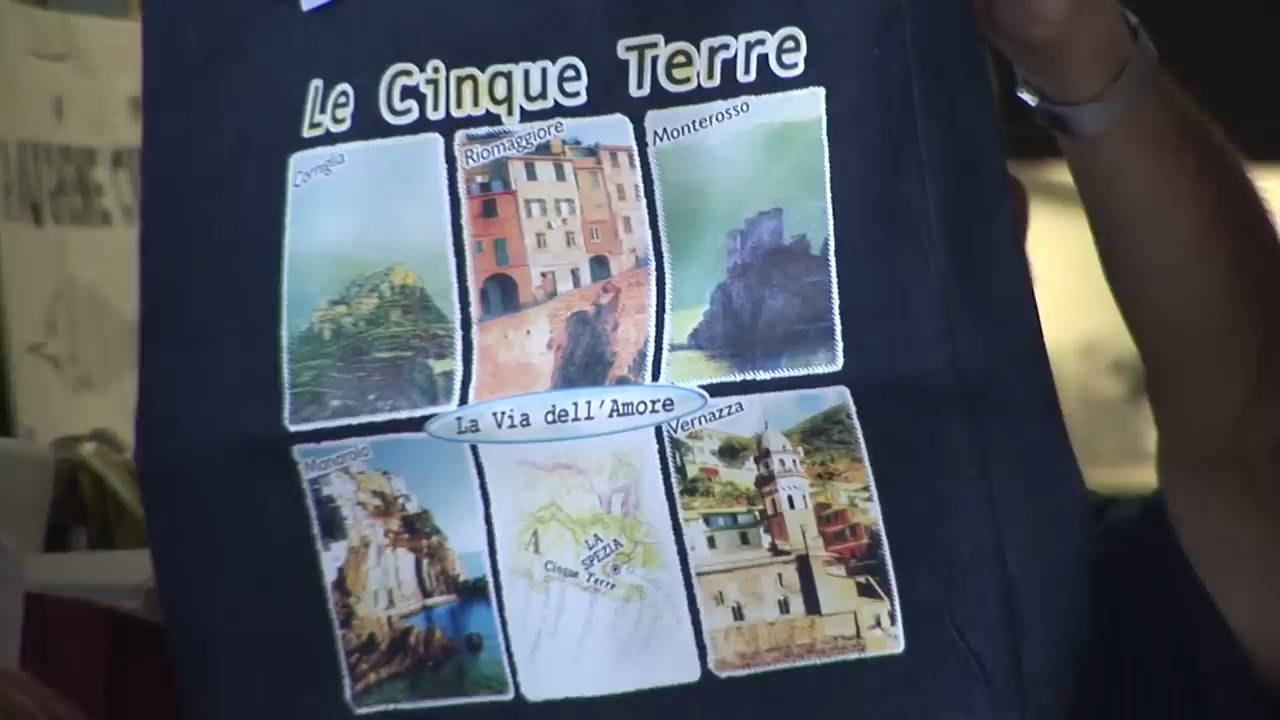 Le Cinque Terre
Corniglia
Riomaggiore
Monterosso
La Via dell'Amore
Manarola
Vernazza
LA
SPEZIA
Cinque Terre